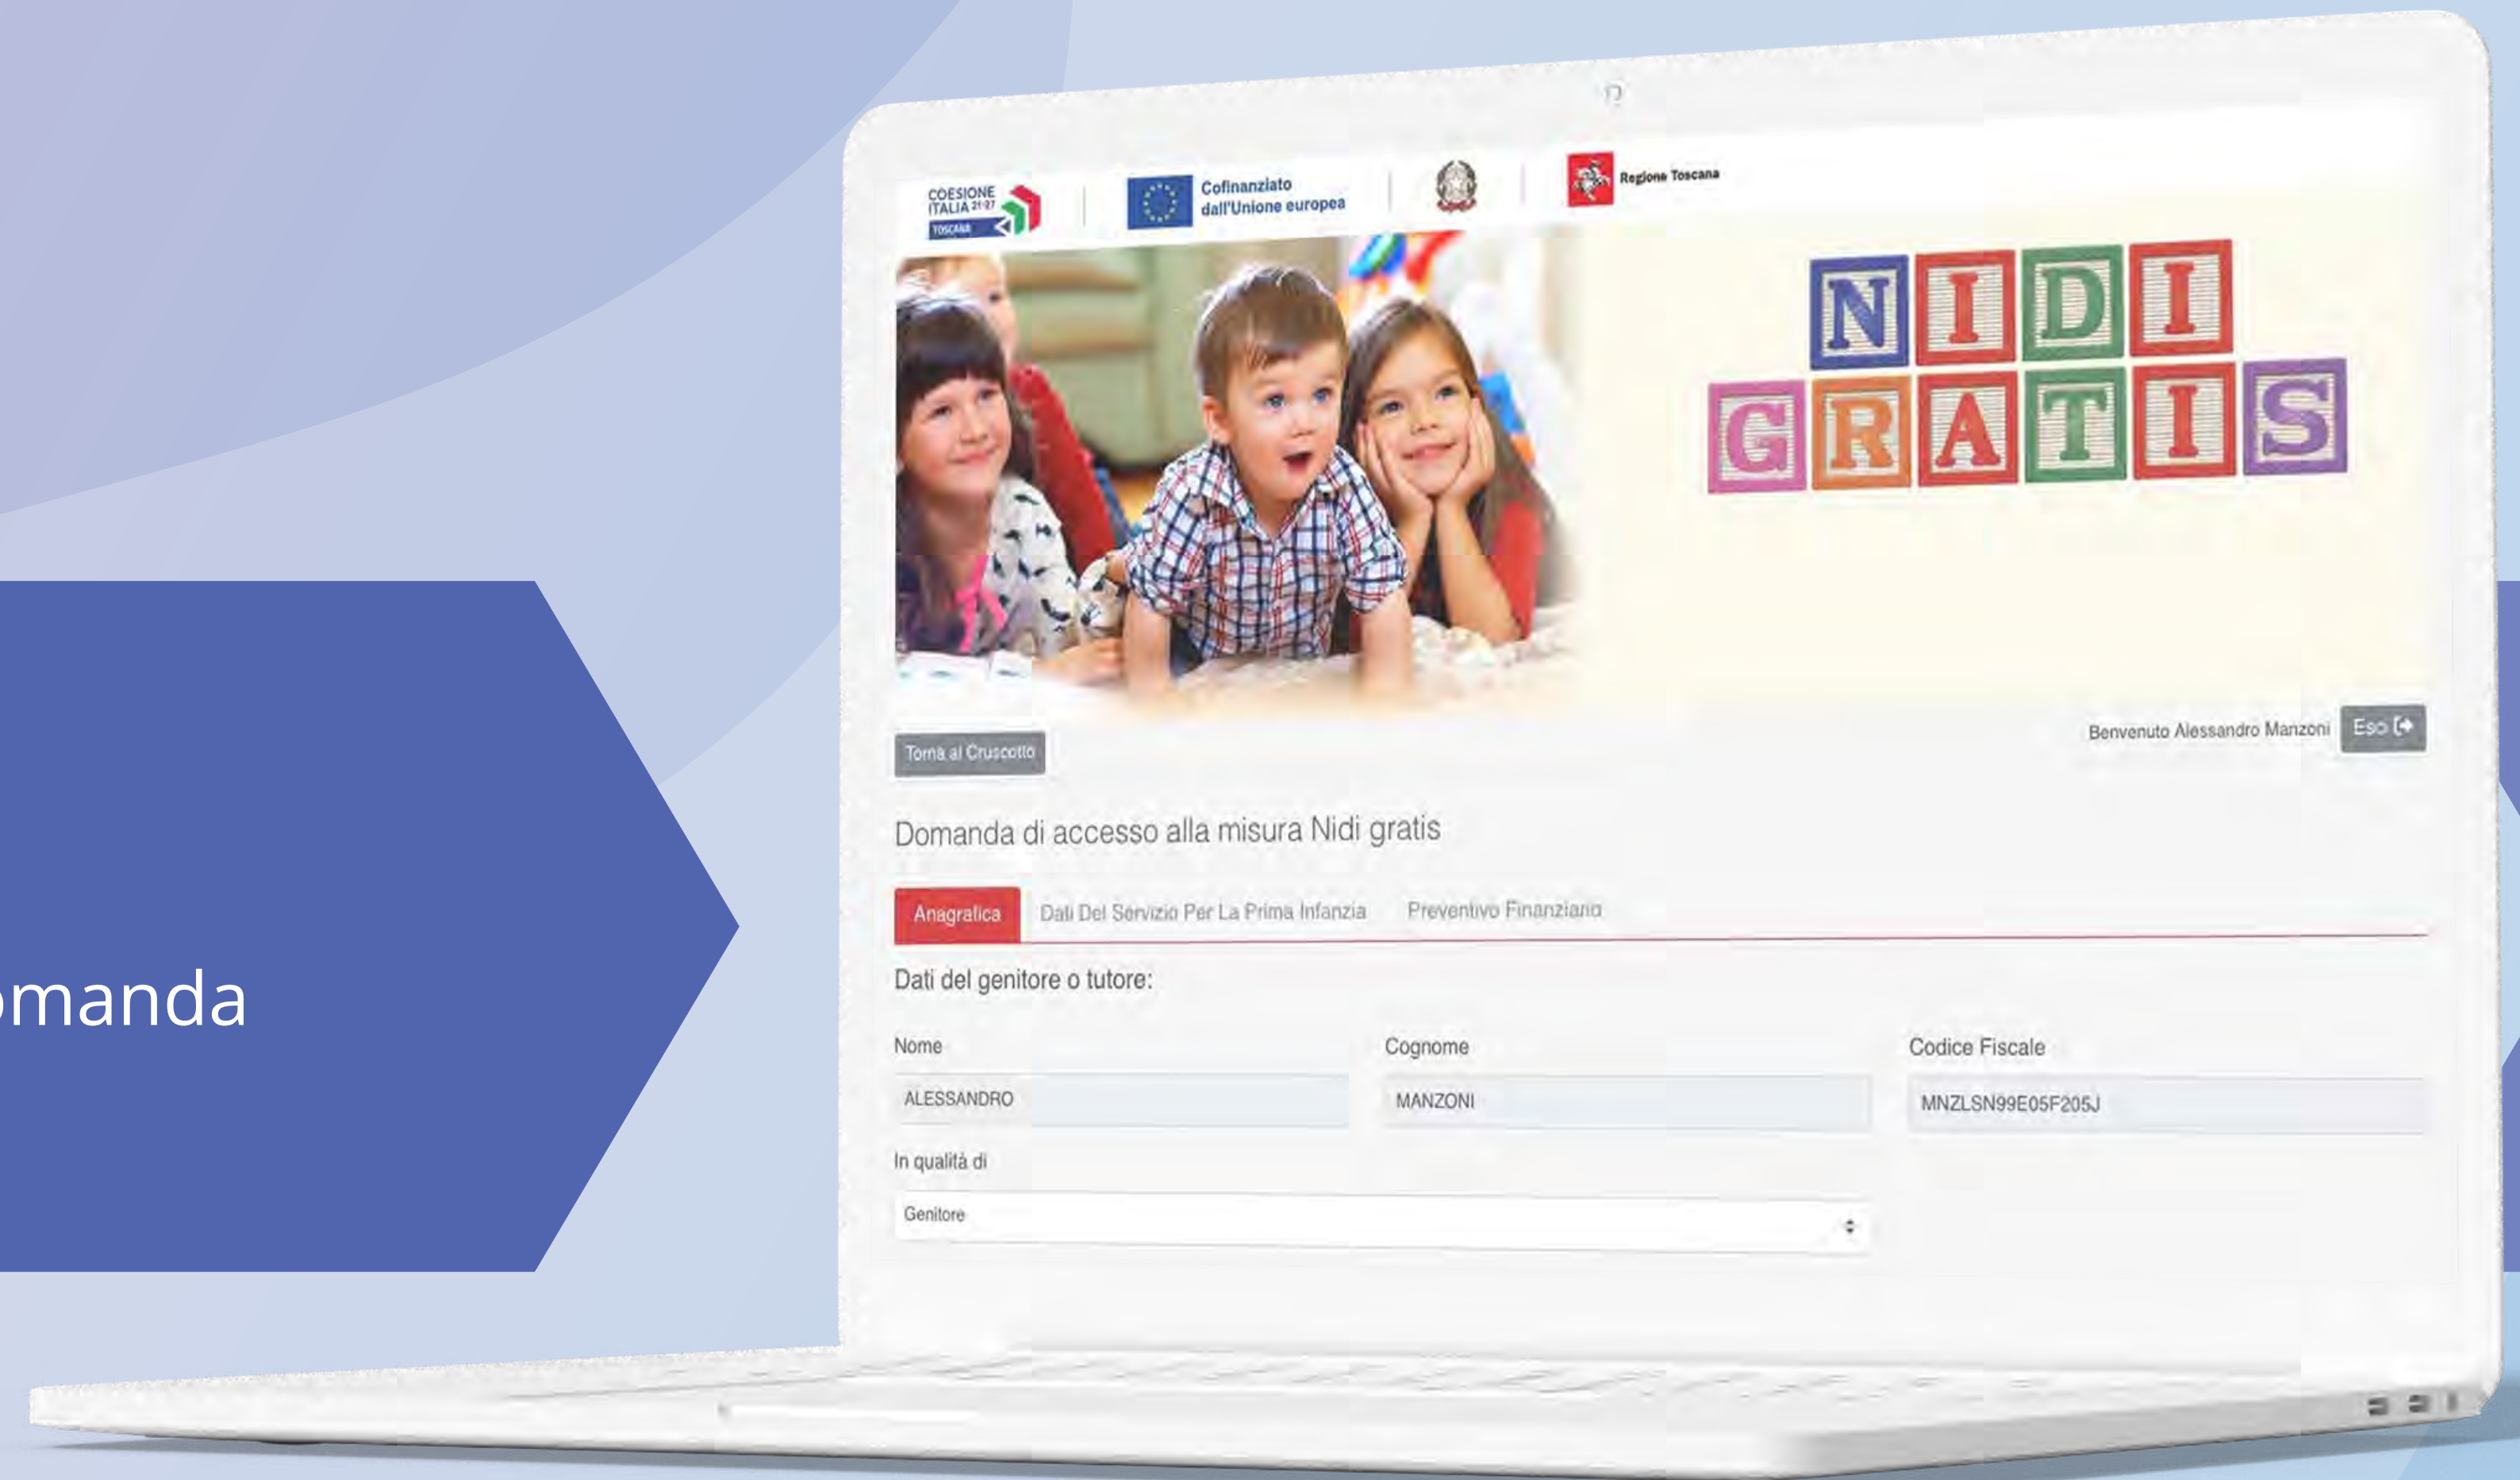 COESIONE
ITALIA 21-27
TOSCANA
Cofinanziato
dall'Unione europea
Regione Toscana
NIDI
GRATIS
Torna al Cruscotto
Benvenuto Alessandro Manzoni
Esci
Domanda di accesso alla misura Nidi gratis
Anagrafica
Dati Del Servizio Per La Prima Infanzia
Preventivo Finanziario
Dati del genitore o tutore:
Nome
Cognome
Codice Fiscale
ALESSANDRO
MANZONI
MNZLSN99E05F205J
In qualità di
Genitore
omanda